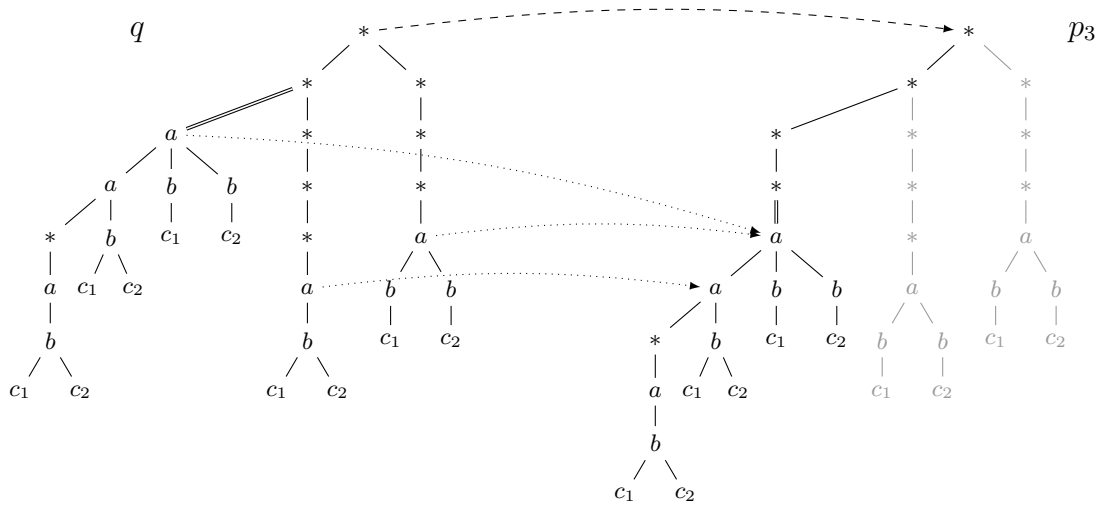 q * * p₃
* * * *
a * * * * *
a b b * * * * *
* b c₁ c₂ * a a * a
a c₁ c₂ a b b a b b a b b
b b c₁ c₂ * b c₁ c₂ b b c₁ c₂
c₁ c₂ c₁ c₂ a c₁ c₂ c₁ c₂
b
c₁ c₂